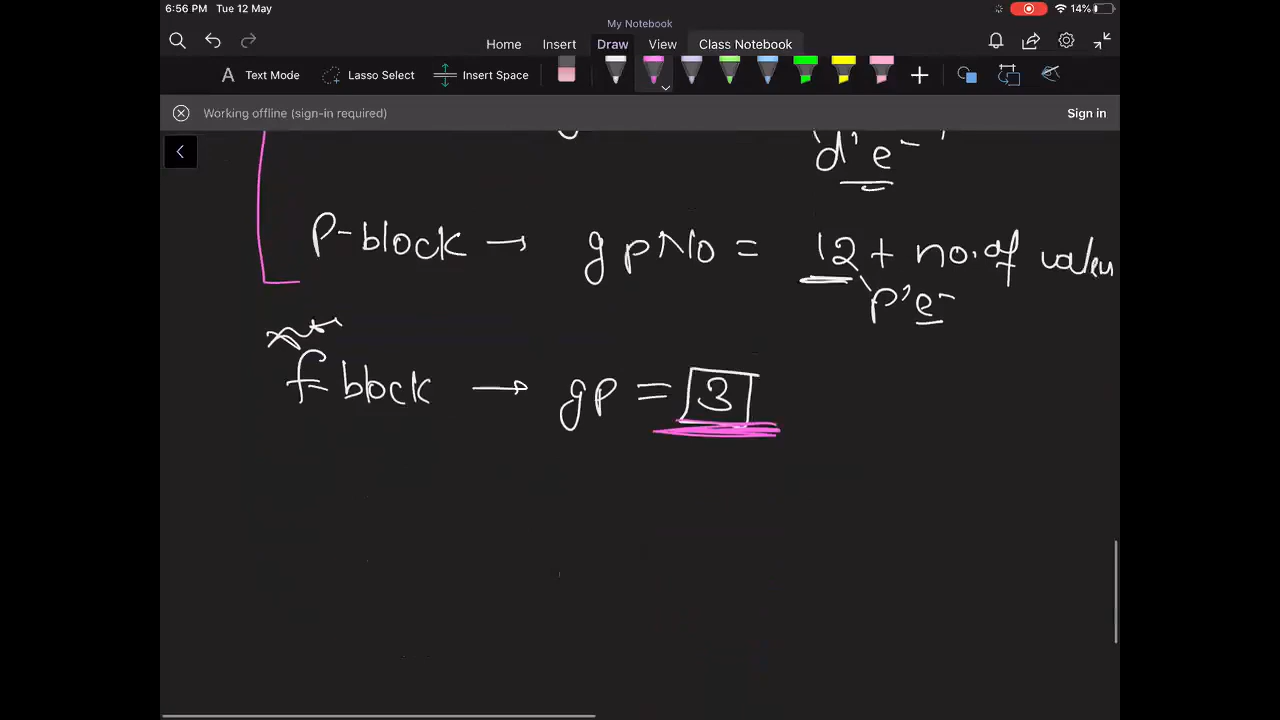 6:56 PM Tue 12 May
14%
My Notebook
Home Insert Draw View Class Notebook
A Text Mode Lasso Select Insert Space
Working offline (sign-in required) Sign in
d' e-
P-block → gp No = 12 + no. of valen
p' e-
f block → gp = 3